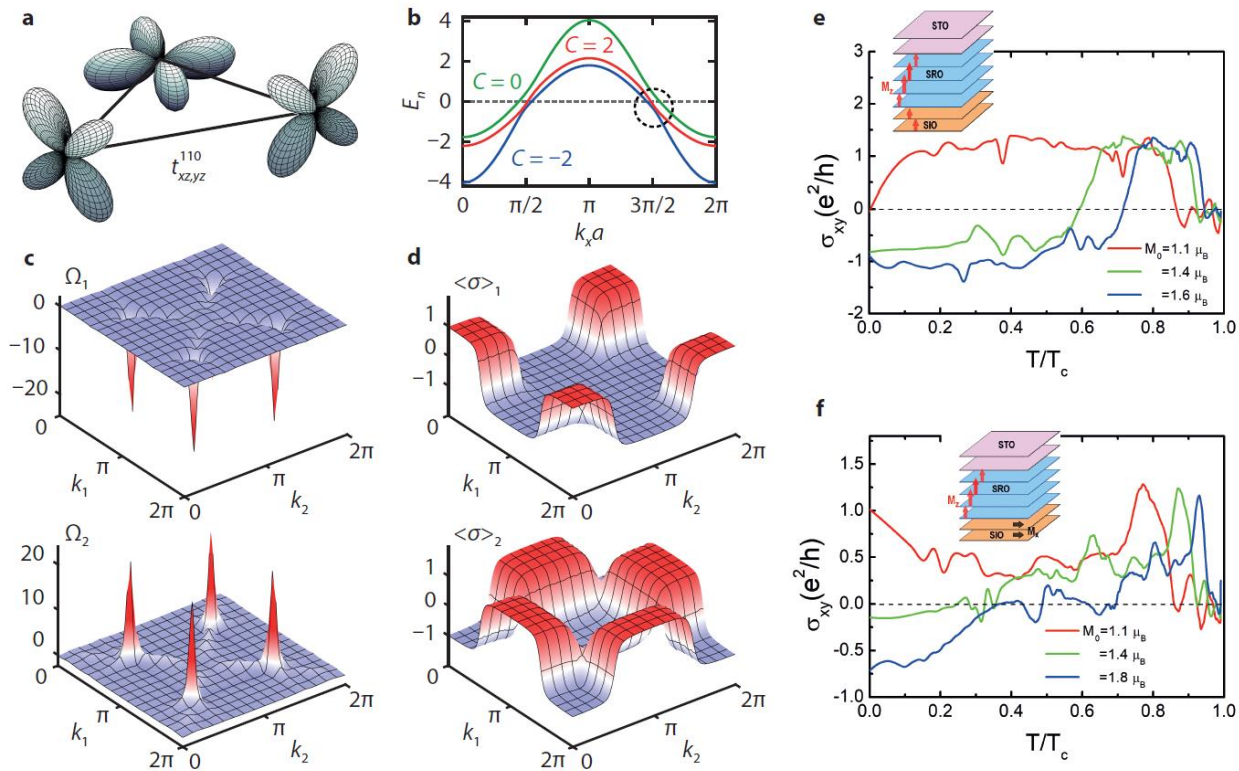 a
t^{110}_{xz,yz}
b
E_n
4
2
0
−2
−4
C = 2
C = 0
C = −2
0
π/2
π
3π/2
2π
k_x a
c
Ω_1
0
−10
−20
0
π
2π
k_1
0
π
2π
k_2
Ω_2
20
10
0
0
π
2π
k_1
0
π
2π
k_2
d
<σ>_1
1
0
−1
0
π
2π
k_1
0
π
2π
k_2
<σ>_2
1
0
−1
0
π
2π
k_1
0
π
2π
k_2
e
STO
SRO
M_z
SIO
σ_xy(e²/h)
3
2
1
0
-1
-2
M_0=1.1 μ_B
=1.4 μ_B
=1.6 μ_B
0.0
0.2
0.4
0.6
0.8
1.0
T/T_c
f
STO
SRO
M_z
SIO
M_x
σ_xy(e²/h)
1.5
1.0
0.5
0.0
-0.5
-1.0
M_0=1.1 μ_B
=1.4 μ_B
=1.8 μ_B
0.0
0.2
0.4
0.6
0.8
1.0
T/T_c